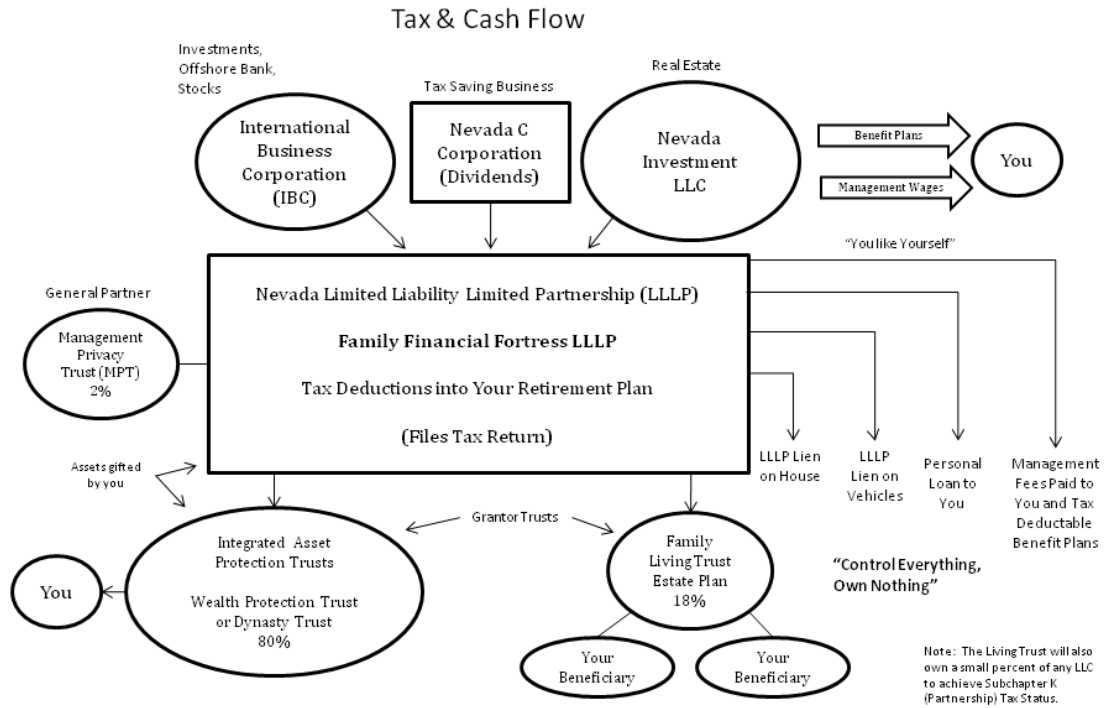 Tax & Cash Flow
Investments,
Offshore Bank,
Stocks
International
Business
Corporation
(IBC)
Tax Saving Business
Nevada C
Corporation
(Dividends)
Real Estate
Nevada
Investment
LLC
Benefit Plans
Management Wages
You
"You like Yourself"
General Partner
Management
Privacy
Trust (MPT)
2%
Nevada Limited Liability Limited Partnership (LLLP)
Family Financial Fortress LLLP
Tax Deductions into Your Retirement Plan
(Files Tax Return)
LLLP Lien
on House
LLLP
Lien on
Vehicles
Personal
Loan to
You
Management
Fees Paid to
You and Tax
Deductable
Benefit Plans
Assets gifted
by you
Grantor Trusts
You
Integrated Asset
Protection Trusts
Wealth Protection Trust
or Dynasty Trust
80%
Family
Living Trust
Estate Plan
18%
Your
Beneficiary
Your
Beneficiary
"Control Everything,
Own Nothing"
Note: The Living Trust will also
own a small percent of any LLC
to achieve Subchapter K
(Partnership) Tax Status.